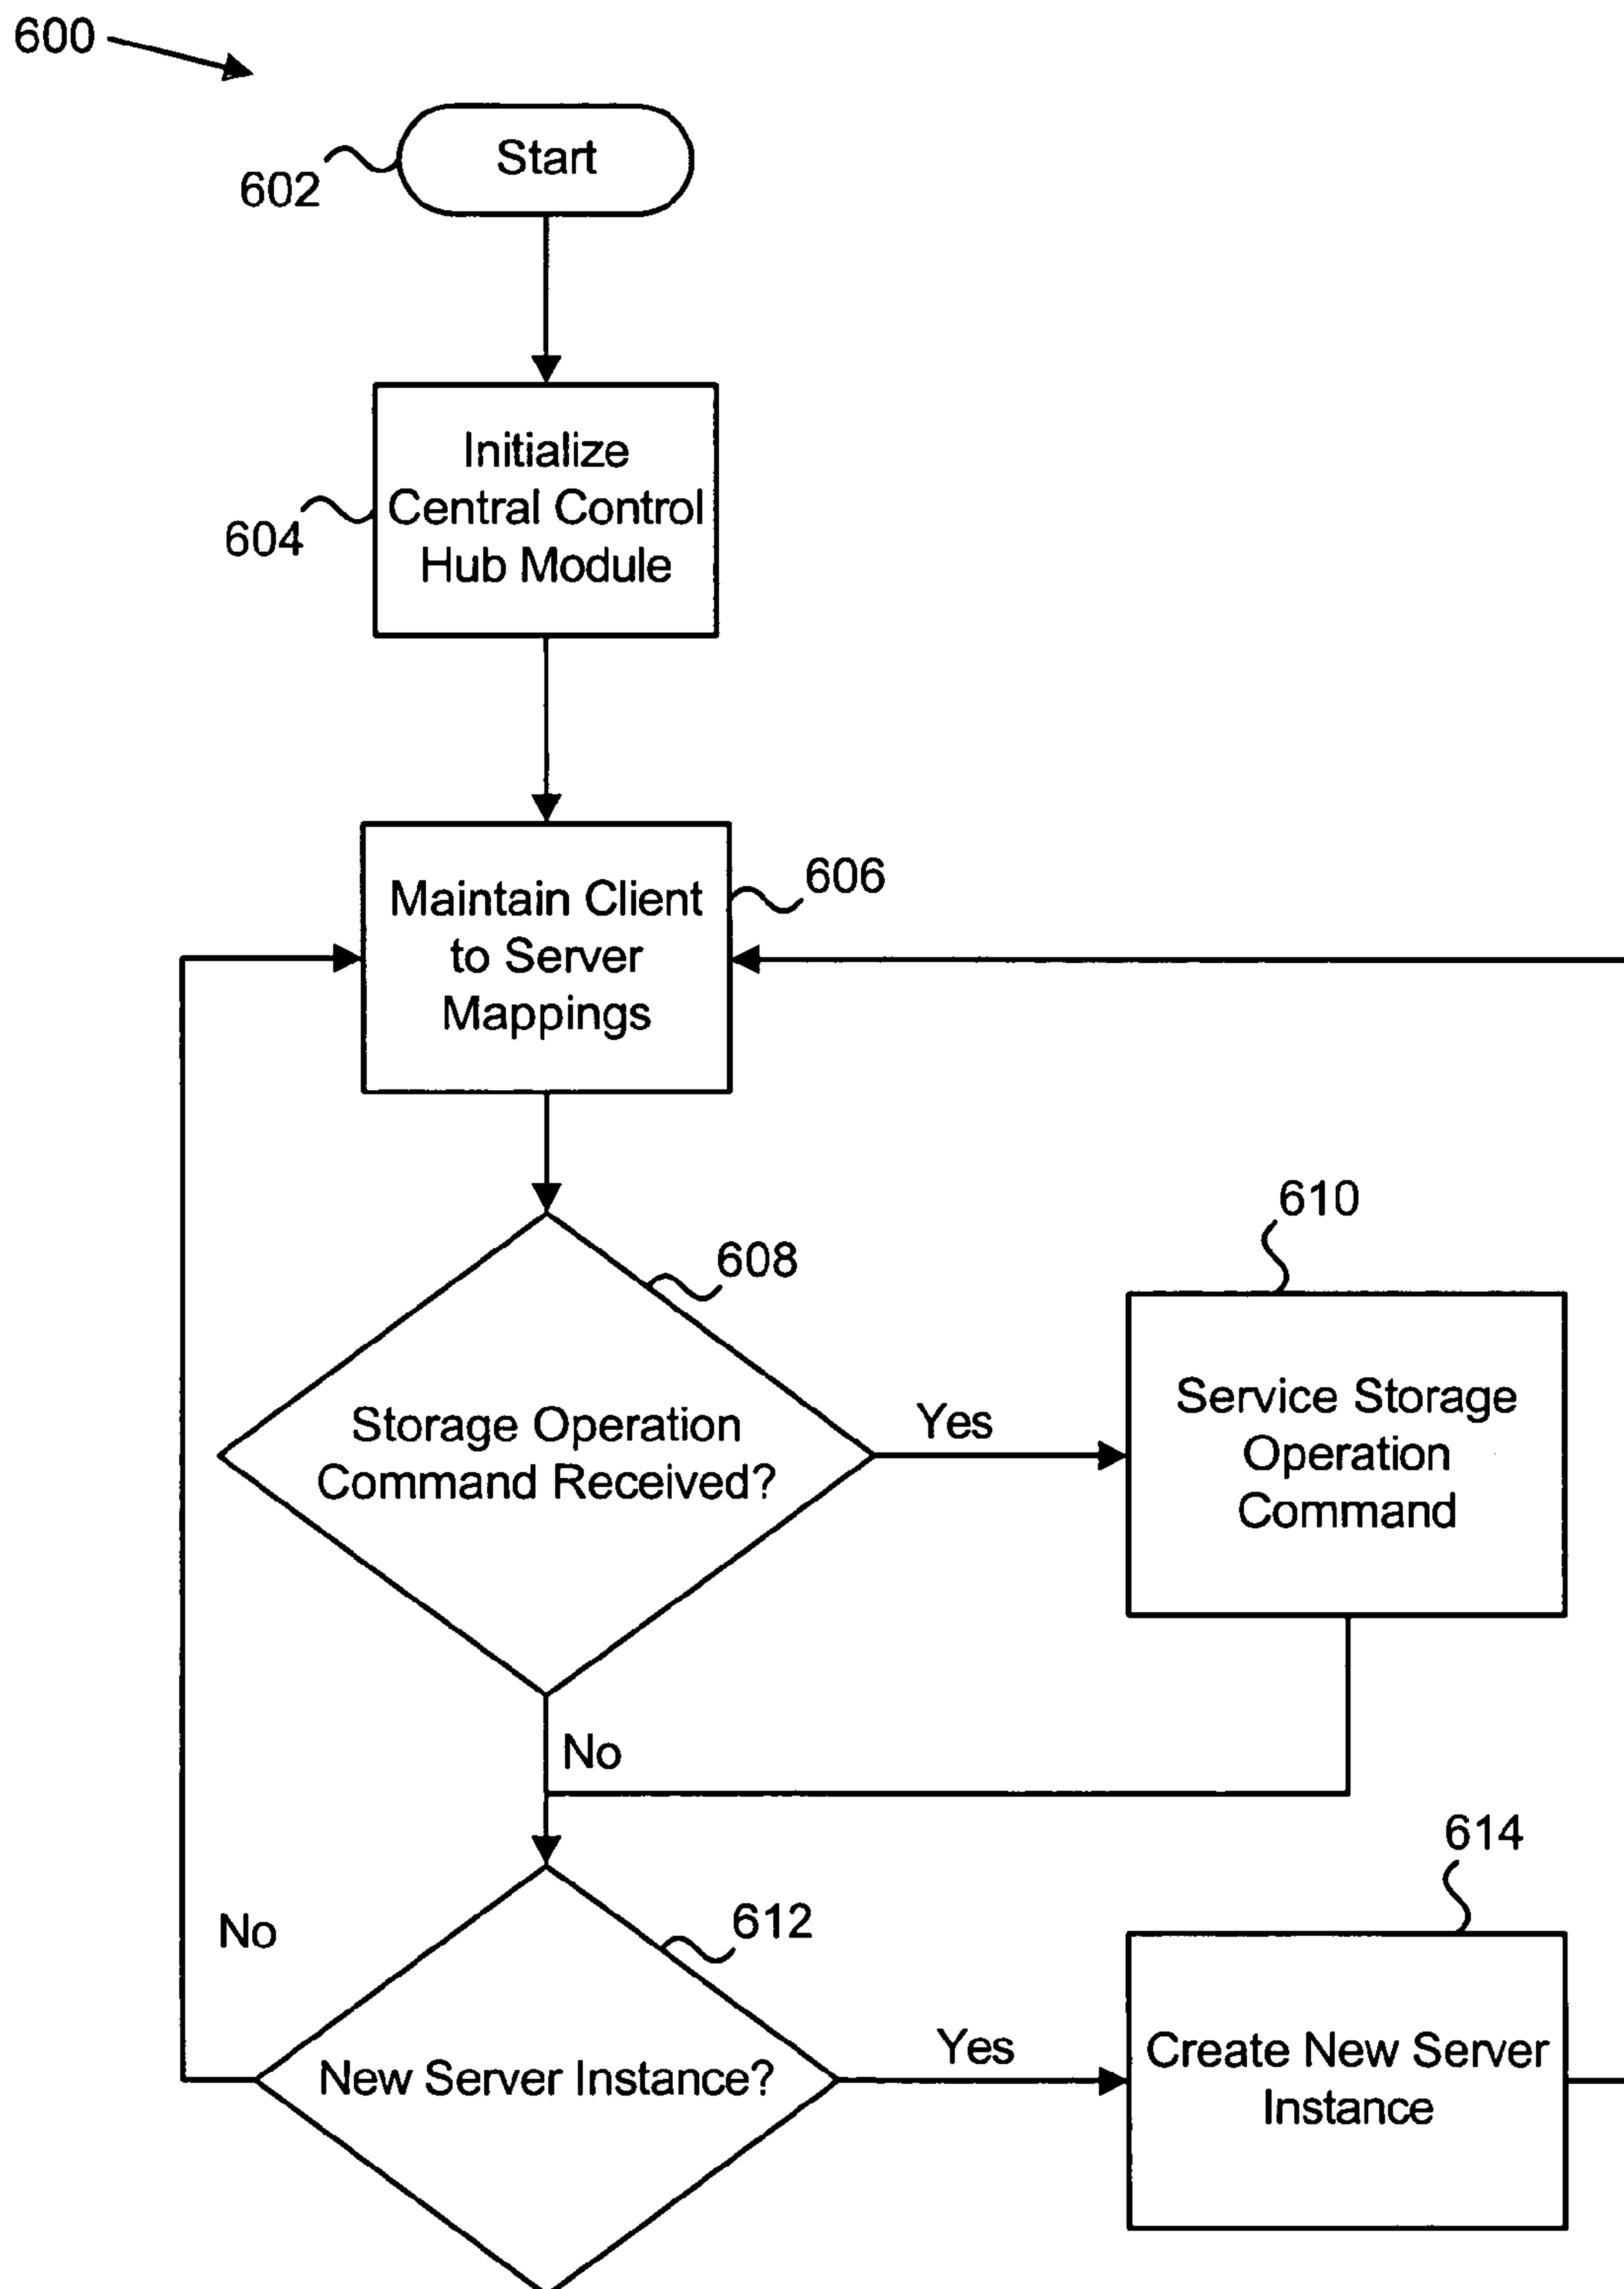 600
Start
602
Initialize
Central Control
Hub Module
604
Maintain Client
to Server
Mappings
606
608
610
Storage Operation
Command Received?
Yes
Service Storage
Operation
Command
No
614
No
612
New Server Instance?
Yes
Create New Server
Instance